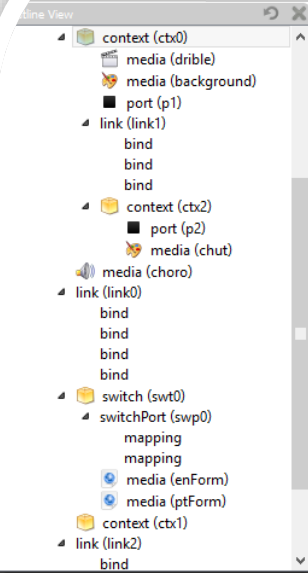 tline View
context (ctx0)
media (drible)
media (background)
port (p1)
link (link1)
bind
bind
bind
context (ctx2)
port (p2)
media (chut)
media (choro)
link (link0)
bind
bind
bind
bind
switch (swt0)
switchPort (swp0)
mapping
mapping
media (enForm)
media (ptForm)
context (ctx1)
link (link2)
bind